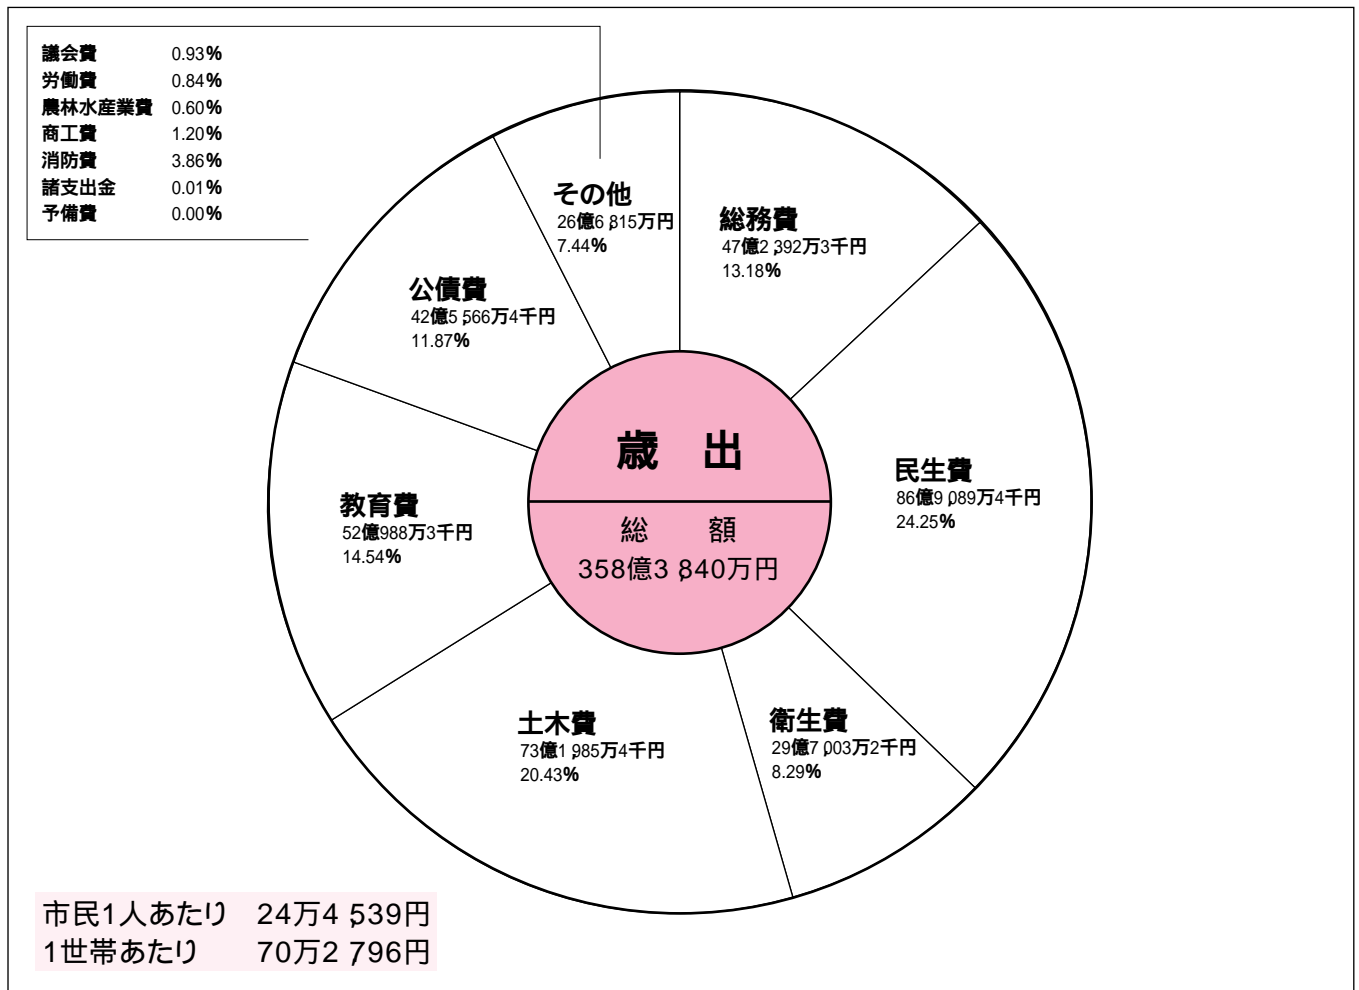 議会費 0.93%
労働費 0.84%
農林水産業費 0.60%
商工費 1.20%
消防費 3.86%
諸支出金 0.01%
予備費 0.00%
その他
26億6,815万円
7.44%
総務費
47億2,392万3千円
13.18%
公債費
42億5,566万4千円
11.87%
民生費
86億9,089万4千円
24.25%
教育費
52億988万3千円
14.54%
歳 出
総 額
358億3,840万円
土木費
73億1,985万4千円
20.43%
衛生費
29億7,003万2千円
8.29%
市民1人あたり 24万4,539円
1世帯あたり 70万2,796円